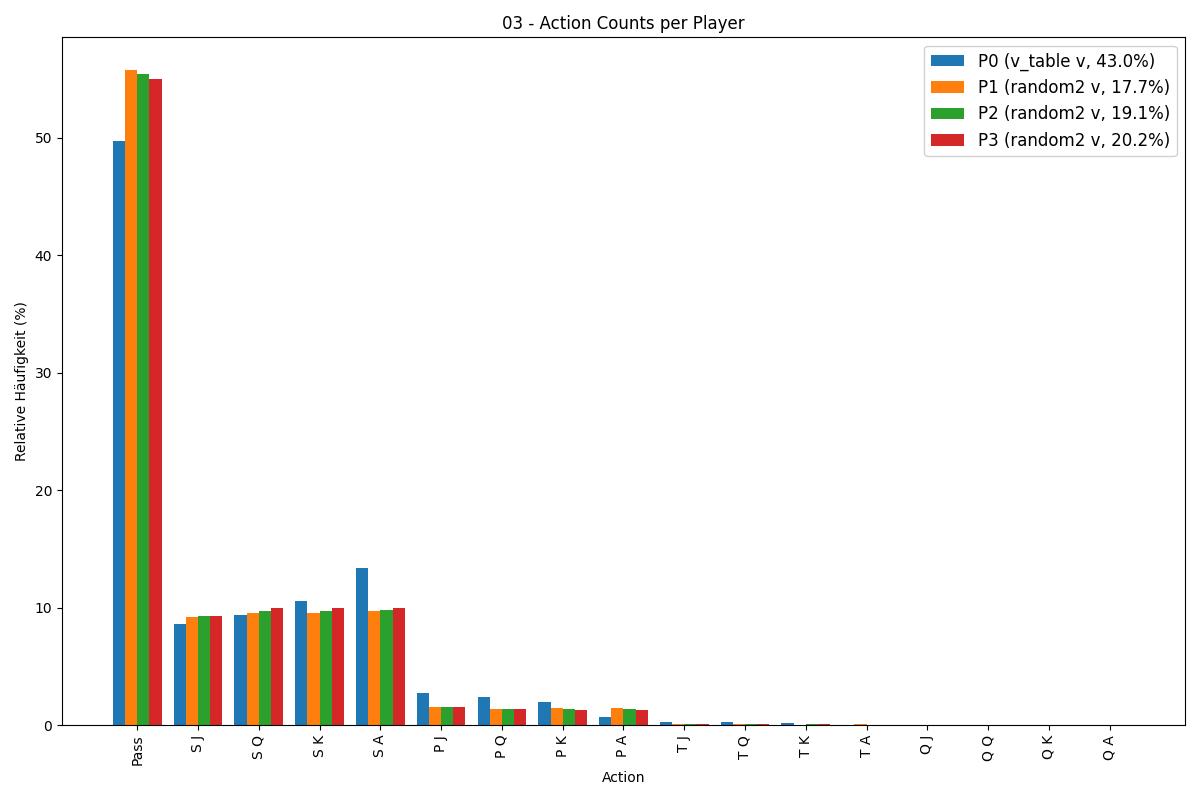 03 - Action Counts per Player
P0 (v_table v, 43.0%)
P1 (random2 v, 17.7%)
P2 (random2 v, 19.1%)
P3 (random2 v, 20.2%)
Relative Häufigkeit (%)
50
40
30
20
10
0
Pass
S J
S Q
S K
S A
P J
P Q
P K
P A
T J
T Q
T K
T A
Q J
Q Q
Q K
Q A
Action